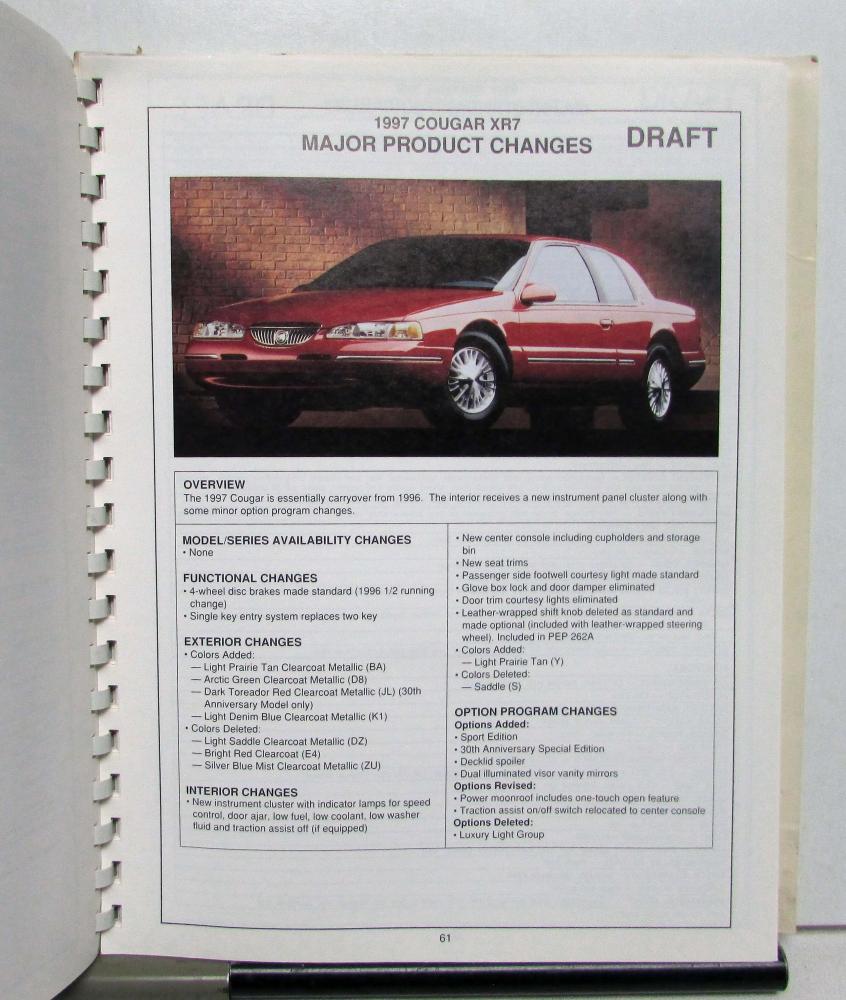 1997 COUGAR XR7
MAJOR PRODUCT CHANGES
DRAFT
OVERVIEW
The 1997 Cougar is essentially carryover from 1996. The interior receives a new instrument panel cluster along with
some minor option program changes.
MODEL/SERIES AVAILABILITY CHANGES
• None
FUNCTIONAL CHANGES
• 4-wheel disc brakes made standard (1996 1/2 running
change)
• Single key entry system replaces two key
EXTERIOR CHANGES
• Colors Added:
— Light Prairie Tan Clearcoat Metallic (BA)
— Arctic Green Clearcoat Metallic (D8)
— Dark Toreador Red Clearcoat Metallic (JL) (30th
Anniversary Model only)
— Light Denim Blue Clearcoat Metallic (K1)
• Colors Deleted:
— Light Saddle Clearcoat Metallic (DZ)
— Bright Red Clearcoat (E4)
— Silver Blue Mist Clearcoat Metallic (ZU)
INTERIOR CHANGES
• New instrument cluster with indicator lamps for speed
control, door ajar, low fuel, low coolant, low washer
fluid and traction assist off (if equipped)
• New center console including cupholders and storage
bin
• New seat trims
• Passenger side footwell courtesy light made standard
• Glove box lock and door damper eliminated
• Door trim courtesy lights eliminated
• Leather-wrapped shift knob deleted as standard and
made optional (included with leather-wrapped steering
wheel). Included in PEP 262A
• Colors Added:
— Light Prairie Tan (Y)
• Colors Deleted:
— Saddle (S)
OPTION PROGRAM CHANGES
Options Added:
• Sport Edition
• 30th Anniversary Special Edition
• Decklid spoiler
• Dual illuminated visor vanity mirrors
Options Revised:
• Power moonroof includes one-touch open feature
• Traction assist on/off switch relocated to center console
Options Deleted:
• Luxury Light Group
61